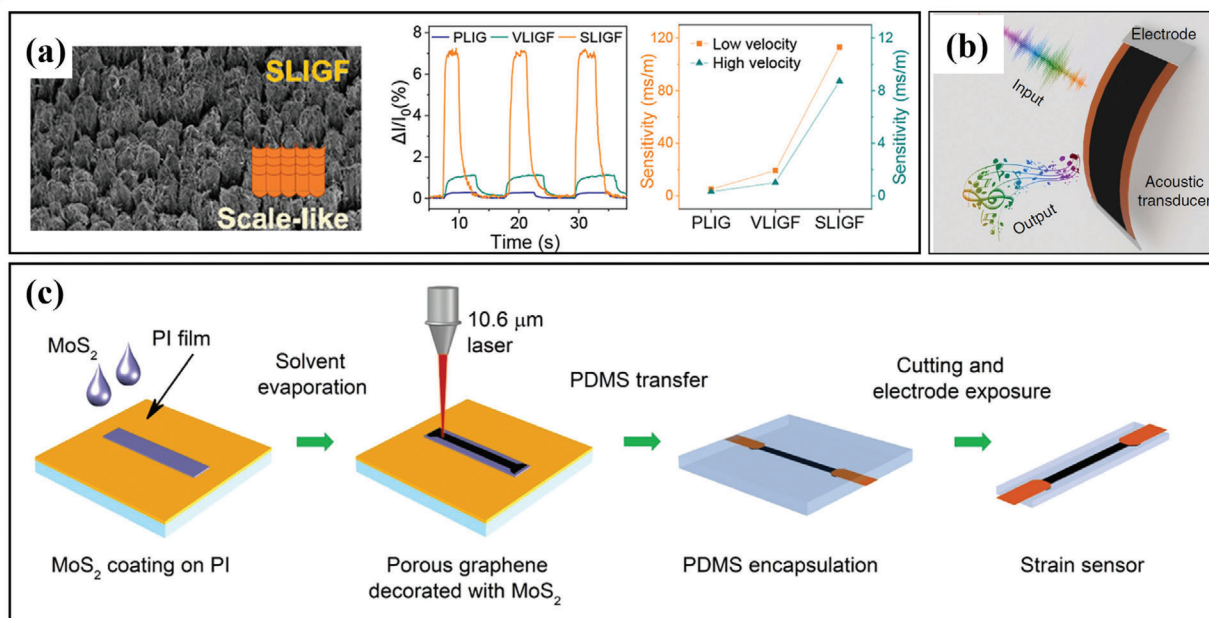 (a)
SLIGF
Scale-like
PLIG VLIGF SLIGF
ΔI/I₀(%)
8
6
4
2
0
10 20 30
Time (s)
Sensitivity (ms/m)
120
90
60
30
0
Low velocity
High velocity
12
8
4
0
Sensitivity (ms/m)
PLIG VLIGF SLIGF
(b)
Electrode
Input
Acoustic
transducer
Output
(c)
MoS₂
PI film
Solvent
evaporation
10.6 μm
laser
PDMS transfer
Cutting and
electrode exposure
MoS₂ coating on PI
Porous graphene
decorated with MoS₂
PDMS encapsulation
Strain sensor